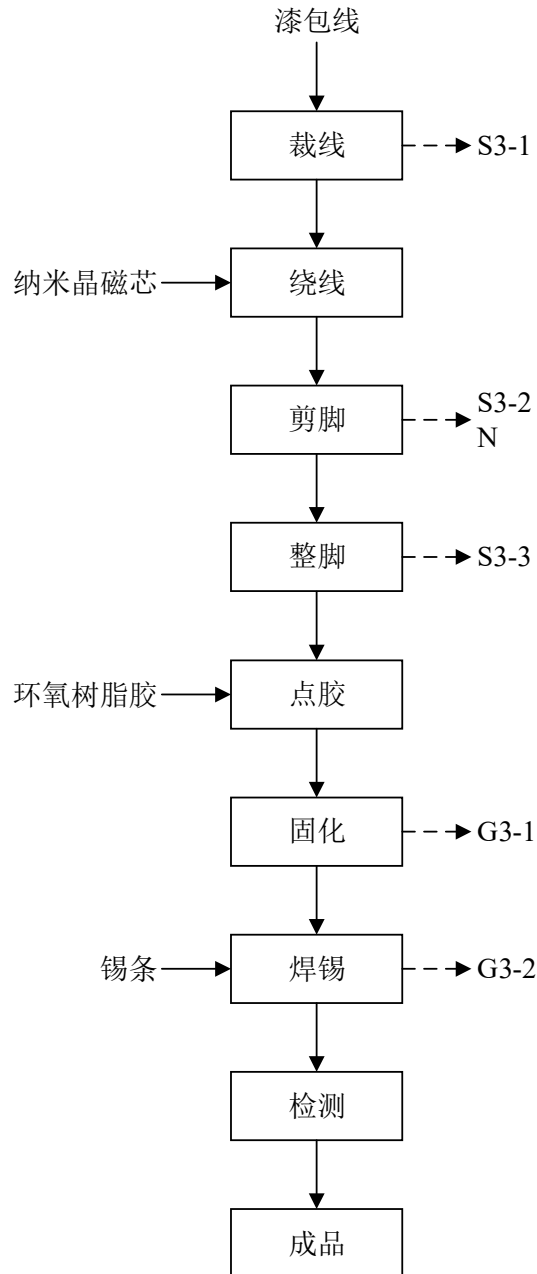 漆包线
裁线
S3-1
纳米晶磁芯
绕线
剪脚
S3-2
N
整脚
S3-3
环氧树脂胶
点胶
固化
G3-1
锡条
焊锡
G3-2
检测
成品